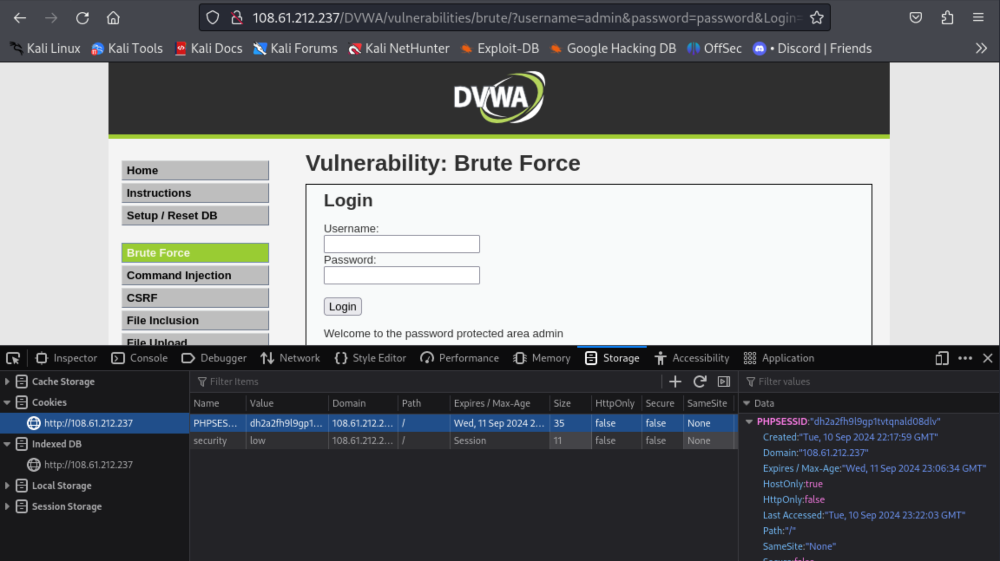 108.61.212.237/DVWA/vulnerabilities/brute/?username=admin&password=password&Login=
Kali Linux Kali Tools Kali Docs Kali Forums Kali NetHunter Exploit-DB Google Hacking DB OffSec • Discord | Friends
DVWA
Vulnerability: Brute Force
Home
Instructions
Setup / Reset DB
Brute Force
Command Injection
CSRF
File Inclusion
File Upload
Login
Username:
Password:
Login
Welcome to the password protected area admin
Inspector Console Debugger Network Style Editor Performance Memory Storage Accessibility Application
Cache Storage
Cookies
http://108.61.212.237
Indexed DB
http://108.61.212.237
Local Storage
Session Storage
Filter Items
Name Value Domain Path Expires / Max-Age Size HttpOnly Secure SameSite
PHPSES... dh2a2fh9l9gp1... 108.61.212.2... / Wed, 11 Sep 2024 2... 35 false false None
security low 108.61.212.2... / Session 11 false false None
Filter values
Data
PHPSESSID:"dh2a2fh9l9gp1tvtqnald08dlv"
Created:"Tue, 10 Sep 2024 22:17:59 GMT"
Domain:"108.61.212.237"
Expires / Max-Age:"Wed, 11 Sep 2024 23:06:34 GMT"
HostOnly:true
HttpOnly:false
Last Accessed:"Tue, 10 Sep 2024 23:22:03 GMT"
Path:"/"
SameSite:"None"
Secure:false